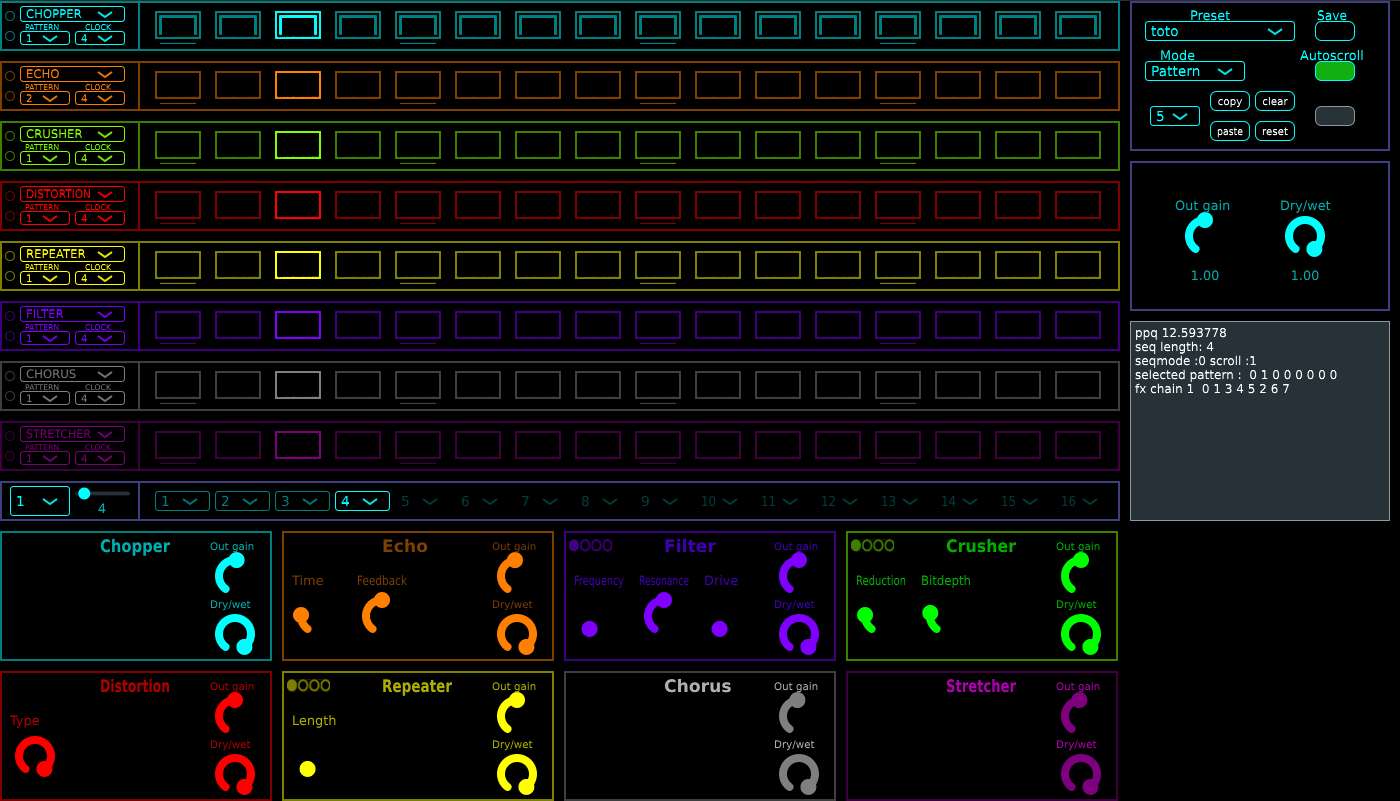 CHOPPER
PATTERN CLOCK
1 4
ECHO
PATTERN CLOCK
2 4
CRUSHER
PATTERN CLOCK
1 4
DISTORTION
PATTERN CLOCK
1 4
REPEATER
PATTERN CLOCK
1 4
FILTER
PATTERN CLOCK
1 4
CHORUS
PATTERN CLOCK
1 4
STRETCHER
PATTERN CLOCK
1 4
1 4 1 2 3 4 5 6 7 8 9 10 11 12 13 14 15 16
Preset Save
toto
Mode Autoscroll
Pattern
copy clear
5
paste reset
Out gain Dry/wet
1.00 1.00
ppq 12.593778
seq length: 4
seqmode :0 scroll :1
selected pattern :  0 1 0 0 0 0 0 0
fx chain 1  0 1 3 4 5 2 6 7
Chopper Out gain
Dry/wet
Echo Out gain
Time Feedback
Dry/wet
Filter Out gain
Frequency Resonance Drive
Dry/wet
Crusher Out gain
Reduction Bitdepth
Dry/wet
Distortion Out gain
Type
Dry/wet
Repeater Out gain
Length
Dry/wet
Chorus Out gain
Dry/wet
Stretcher Out gain
Dry/wet